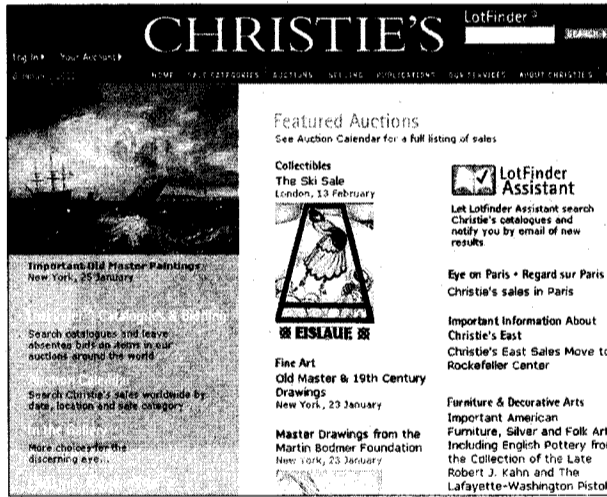 CHRISTIE'S
LotFinder
SEARCH
Log In
Your Account
HOME SALE CATEGORIES AUCTIONS SELLING PUBLICATIONS OUR SERVICES ABOUT CHRISTIE'S
Important Old Master Paintings
New York, 25 January
Search catalogues and leave
absentee bids on items in our
auctions around the world
Auction Calendar
Search Christie's sales worldwide by
date, location and sale category
In the Gallery
More choices for the
discerning eye...
Featured Auctions
See Auction Calendar for a full listing of sales
Collectibles
The Ski Sale
London, 13 February
EISLAUF
Fine Art
Old Master & 19th Century
Drawings
New York, 23 January
Master Drawings from the
Martin Bodmer Foundation
New York, 23 January
LotFinder
Assistant
Let Lotfinder Assistant search
Christie's catalogues and
notify you by email of new
results
Eye on Paris • Regard sur Paris
Christie's sales in Paris
Important Information About
Christie's East
Christie's East Sales Move to
Rockefeller Center
Furniture & Decorative Arts
Important American
Furniture, Silver and Folk Art
Including English Pottery from
the Collection of the Late
Robert J. Kahn and The
Lafayette-Washington Pistol